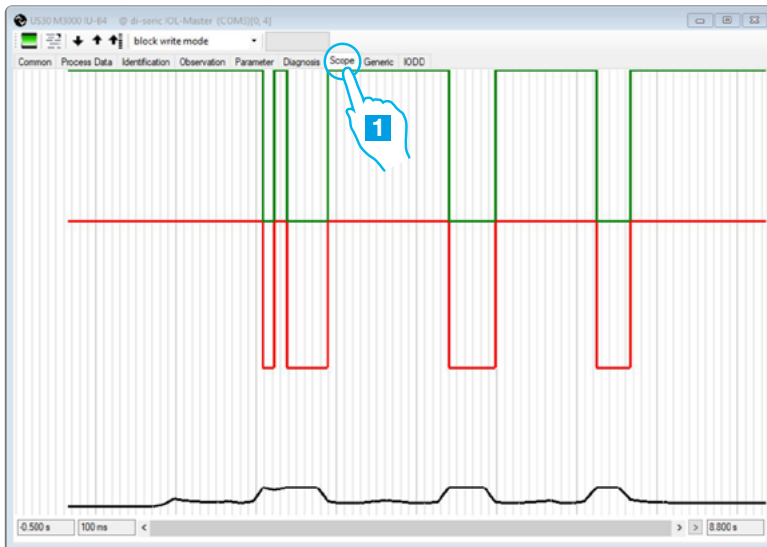 US30 M3000 IU-B4 @ di-soric IOL-Master (COM3)[0, 4]
block write mode
Common Process Data Identification Observation Parameter Diagnosis Scope Generic IODD
1
-0.500 s 100 ms < > > 8.800 s